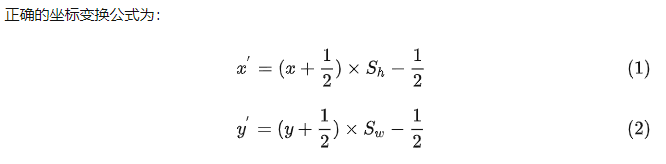 正确的坐标变换公式为：
x′ = (x + 1/2) × S_h − 1/2 (1)
y′ = (y + 1/2) × S_w − 1/2 (2)